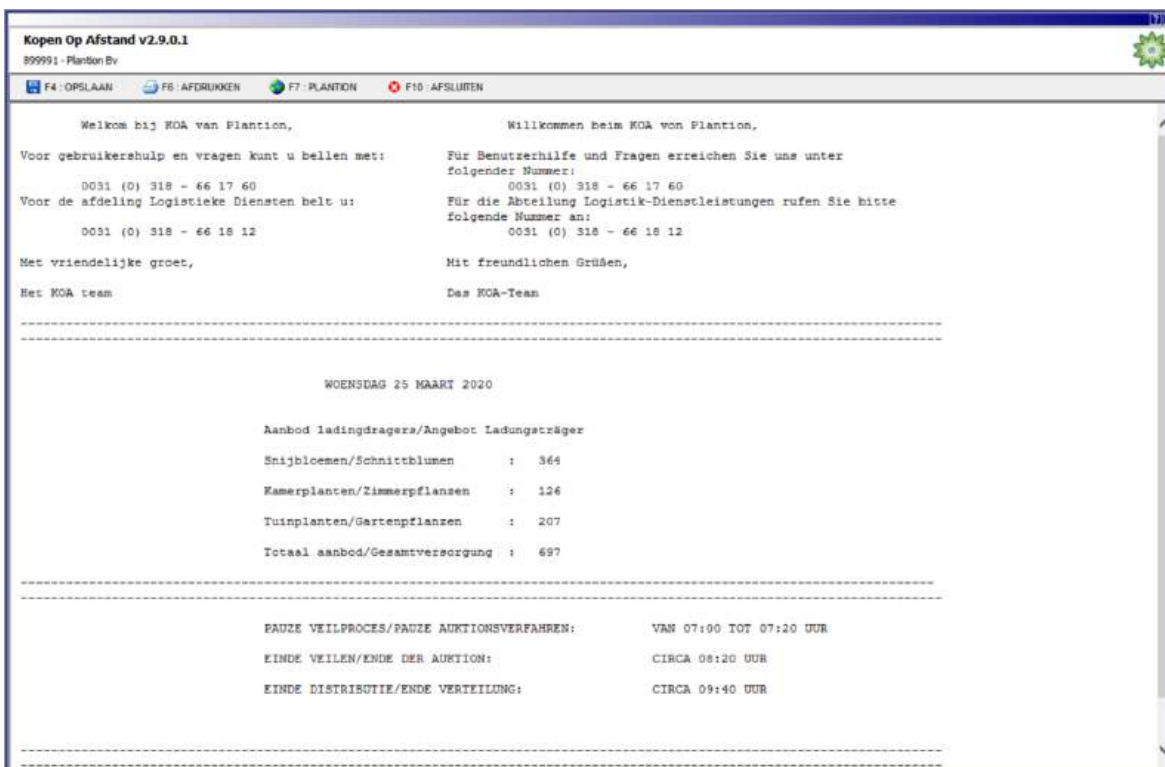 Kopen Op Afstand v2.9.0.1
899991 - Plantion Bv
F4 : OPSLAAN F6 : AFDRUKKEN F7 : PLANTION F10 : AFSLUITEN
Welkom bij KOA van Plantion, Willkommen beim KOA von Plantion,
Voor gebruikershulp en vragen kunt u bellen met: Für Benutzerhilfe und Fragen erreichen Sie uns unter
folgender Nummer:
0031 (0) 318 - 66 17 60 0031 (0) 318 - 66 17 60
Voor de afdeling Logistieke Diensten belt u: Für die Abteilung Logistik-Dienstleistungen rufen Sie bitte
folgende Nummer an:
0031 (0) 318 - 66 18 12 0031 (0) 318 - 66 18 12
Met vriendelijke groet, Mit freundlichen Grüßen,
Het KOA team Das KOA-Team
WOENSDAG 25 MAART 2020
Aanbod ladingdragers/Angebot Ladungsträger
Snijbloemen/Schnittblumen : 364
Kamerplanten/Zimmerpflanzen : 126
Tuinplanten/Gartenpflanzen : 207
Totaal aanbod/Gesamtversorgung : 697
PAUZE VEILPROCES/PAUZE AUKTIONSVERFAHREN: VAN 07:00 TOT 07:20 UUR
EINDE VEILEN/ENDE DER AUKTION: CIRCA 08:20 UUR
EINDE DISTRIBUTIE/ENDE VERTEILUNG: CIRCA 09:40 UUR